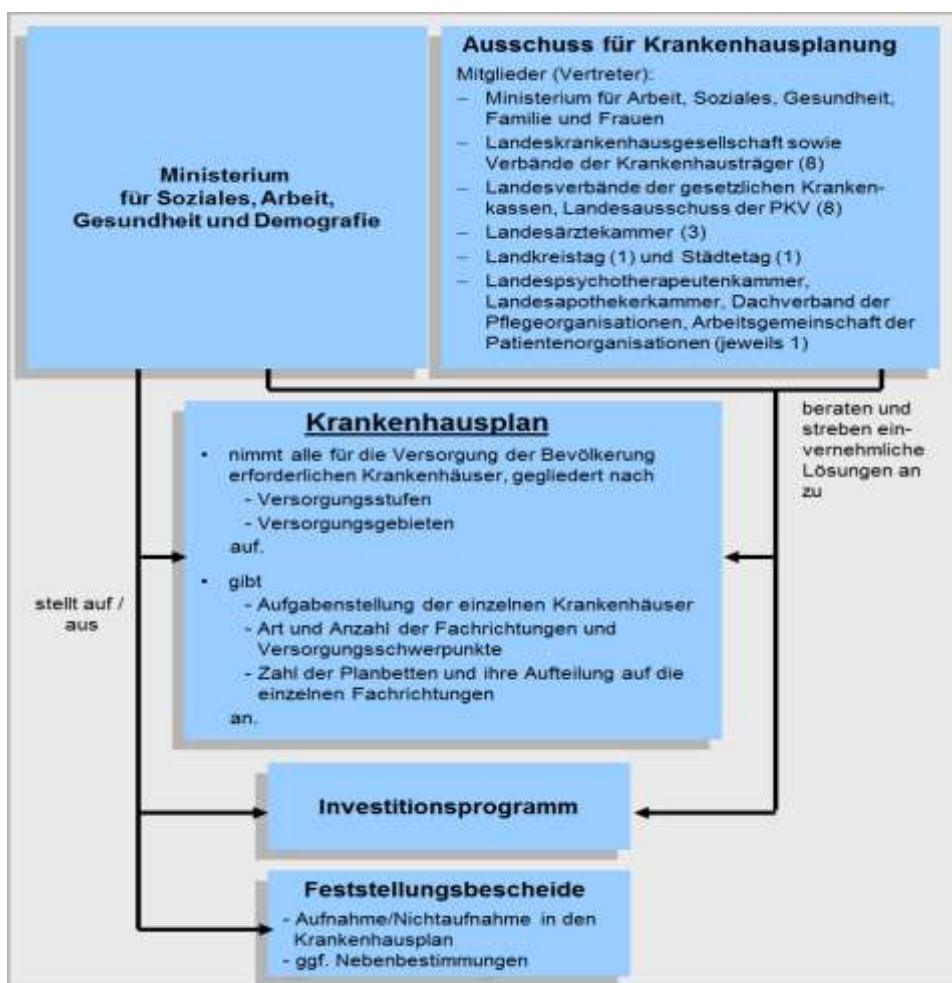 Ministerium
für Soziales, Arbeit,
Gesundheit und Demografie
Ausschuss für Krankenhausplanung
Mitglieder (Vertreter):
– Ministerium für Arbeit, Soziales, Gesundheit,
Familie und Frauen
– Landeskrankenhausgesellschaft sowie
Verbände der Krankenhausträger (8)
– Landesverbände der gesetzlichen Kranken-
kassen, Landesausschuss der PKV (8)
– Landesärztekammer (3)
– Landkreistag (1) und Städtetag (1)
– Landespsychotherapeutenkammer,
Landesapothekerkammer, Dachverband der
Pflegeorganisationen, Arbeitsgemeinschaft der
Patientenorganisationen (jeweils 1)
beraten und
streben ein-
vernehmliche
Lösungen an
zu
Krankenhausplan
• nimmt alle für die Versorgung der Bevölkerung
erforderlichen Krankenhäuser, gegliedert nach
- Versorgungsstufen
- Versorgungsgebieten
auf.
• gibt
- Aufgabenstellung der einzelnen Krankenhäuser
- Art und Anzahl der Fachrichtungen und
Versorgungsschwerpunkte
- Zahl der Planbetten und ihre Aufteilung auf die
einzelnen Fachrichtungen
an.
stellt auf /
aus
Investitionsprogramm
Feststellungsbescheide
- Aufnahme/Nichtaufnahme in den
Krankenhausplan
- ggf. Nebenbestimmungen